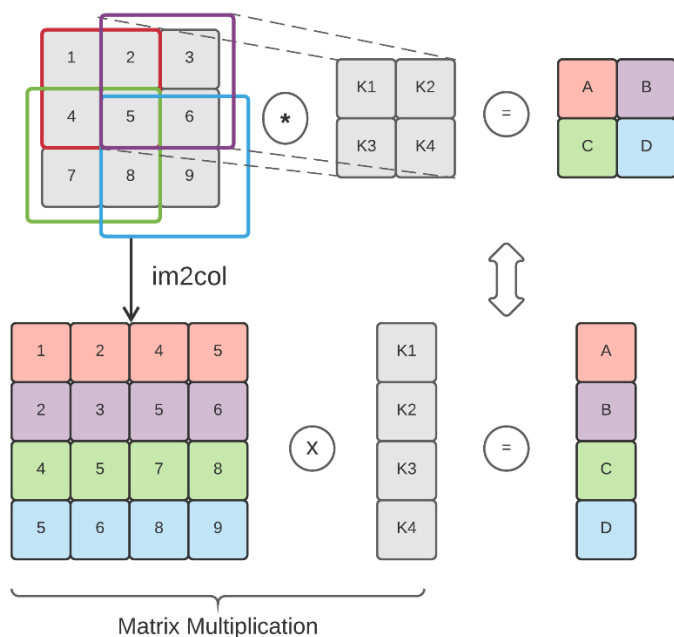 1 2 3
4 5 6
7 8 9
*
K1 K2
K3 K4
=
A B
C D
im2col
1 2 4 5
2 3 5 6
4 5 7 8
5 6 8 9
X
K1
K2
K3
K4
=
A
B
C
D
Matrix Multiplication